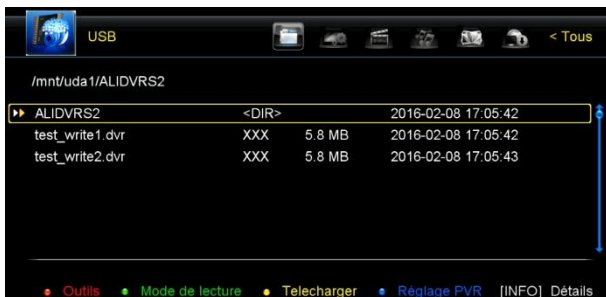 USB < Tous
/mnt/uda1/ALIDVRS2
ALIDVRS2 <DIR> 2016-02-08 17:05:42
test_write1.dvr XXX 5.8 MB 2016-02-08 17:05:42
test_write2.dvr XXX 5.8 MB 2016-02-08 17:05:43
Outils Mode de lecture Telecharger Réglage PVR [INFO] Détails